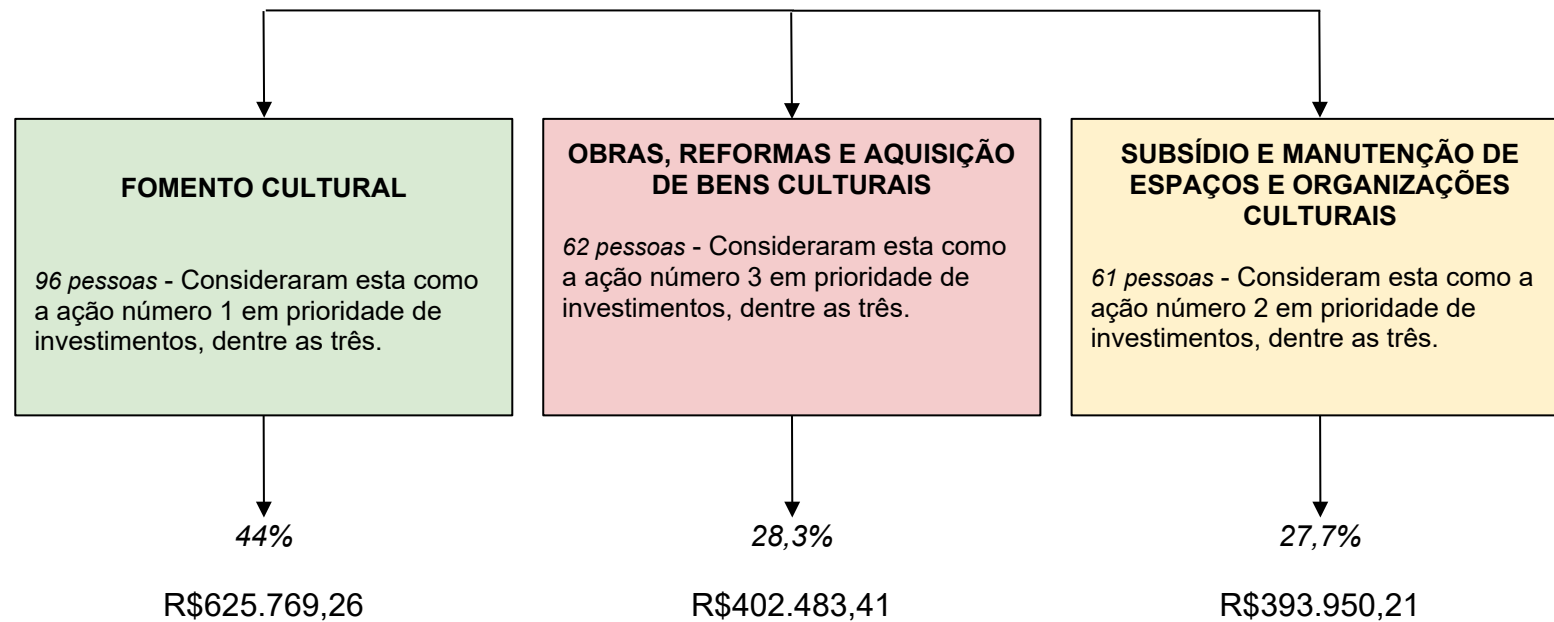 FOMENTO CULTURAL
96 pessoas - Consideraram esta como
a ação número 1 em prioridade de
investimentos, dentre as três.
44%
R$625.769,26
OBRAS, REFORMAS E AQUISIÇÃO
DE BENS CULTURAIS
62 pessoas - Consideraram esta como
a ação número 3 em prioridade de
investimentos, dentre as três.
28,3%
R$402.483,41
SUBSÍDIO E MANUTENÇÃO DE
ESPAÇOS E ORGANIZAÇÕES
CULTURAIS
61 pessoas - Consideram esta como a
ação número 2 em prioridade de
investimentos, dentre as três.
27,7%
R$393.950,21